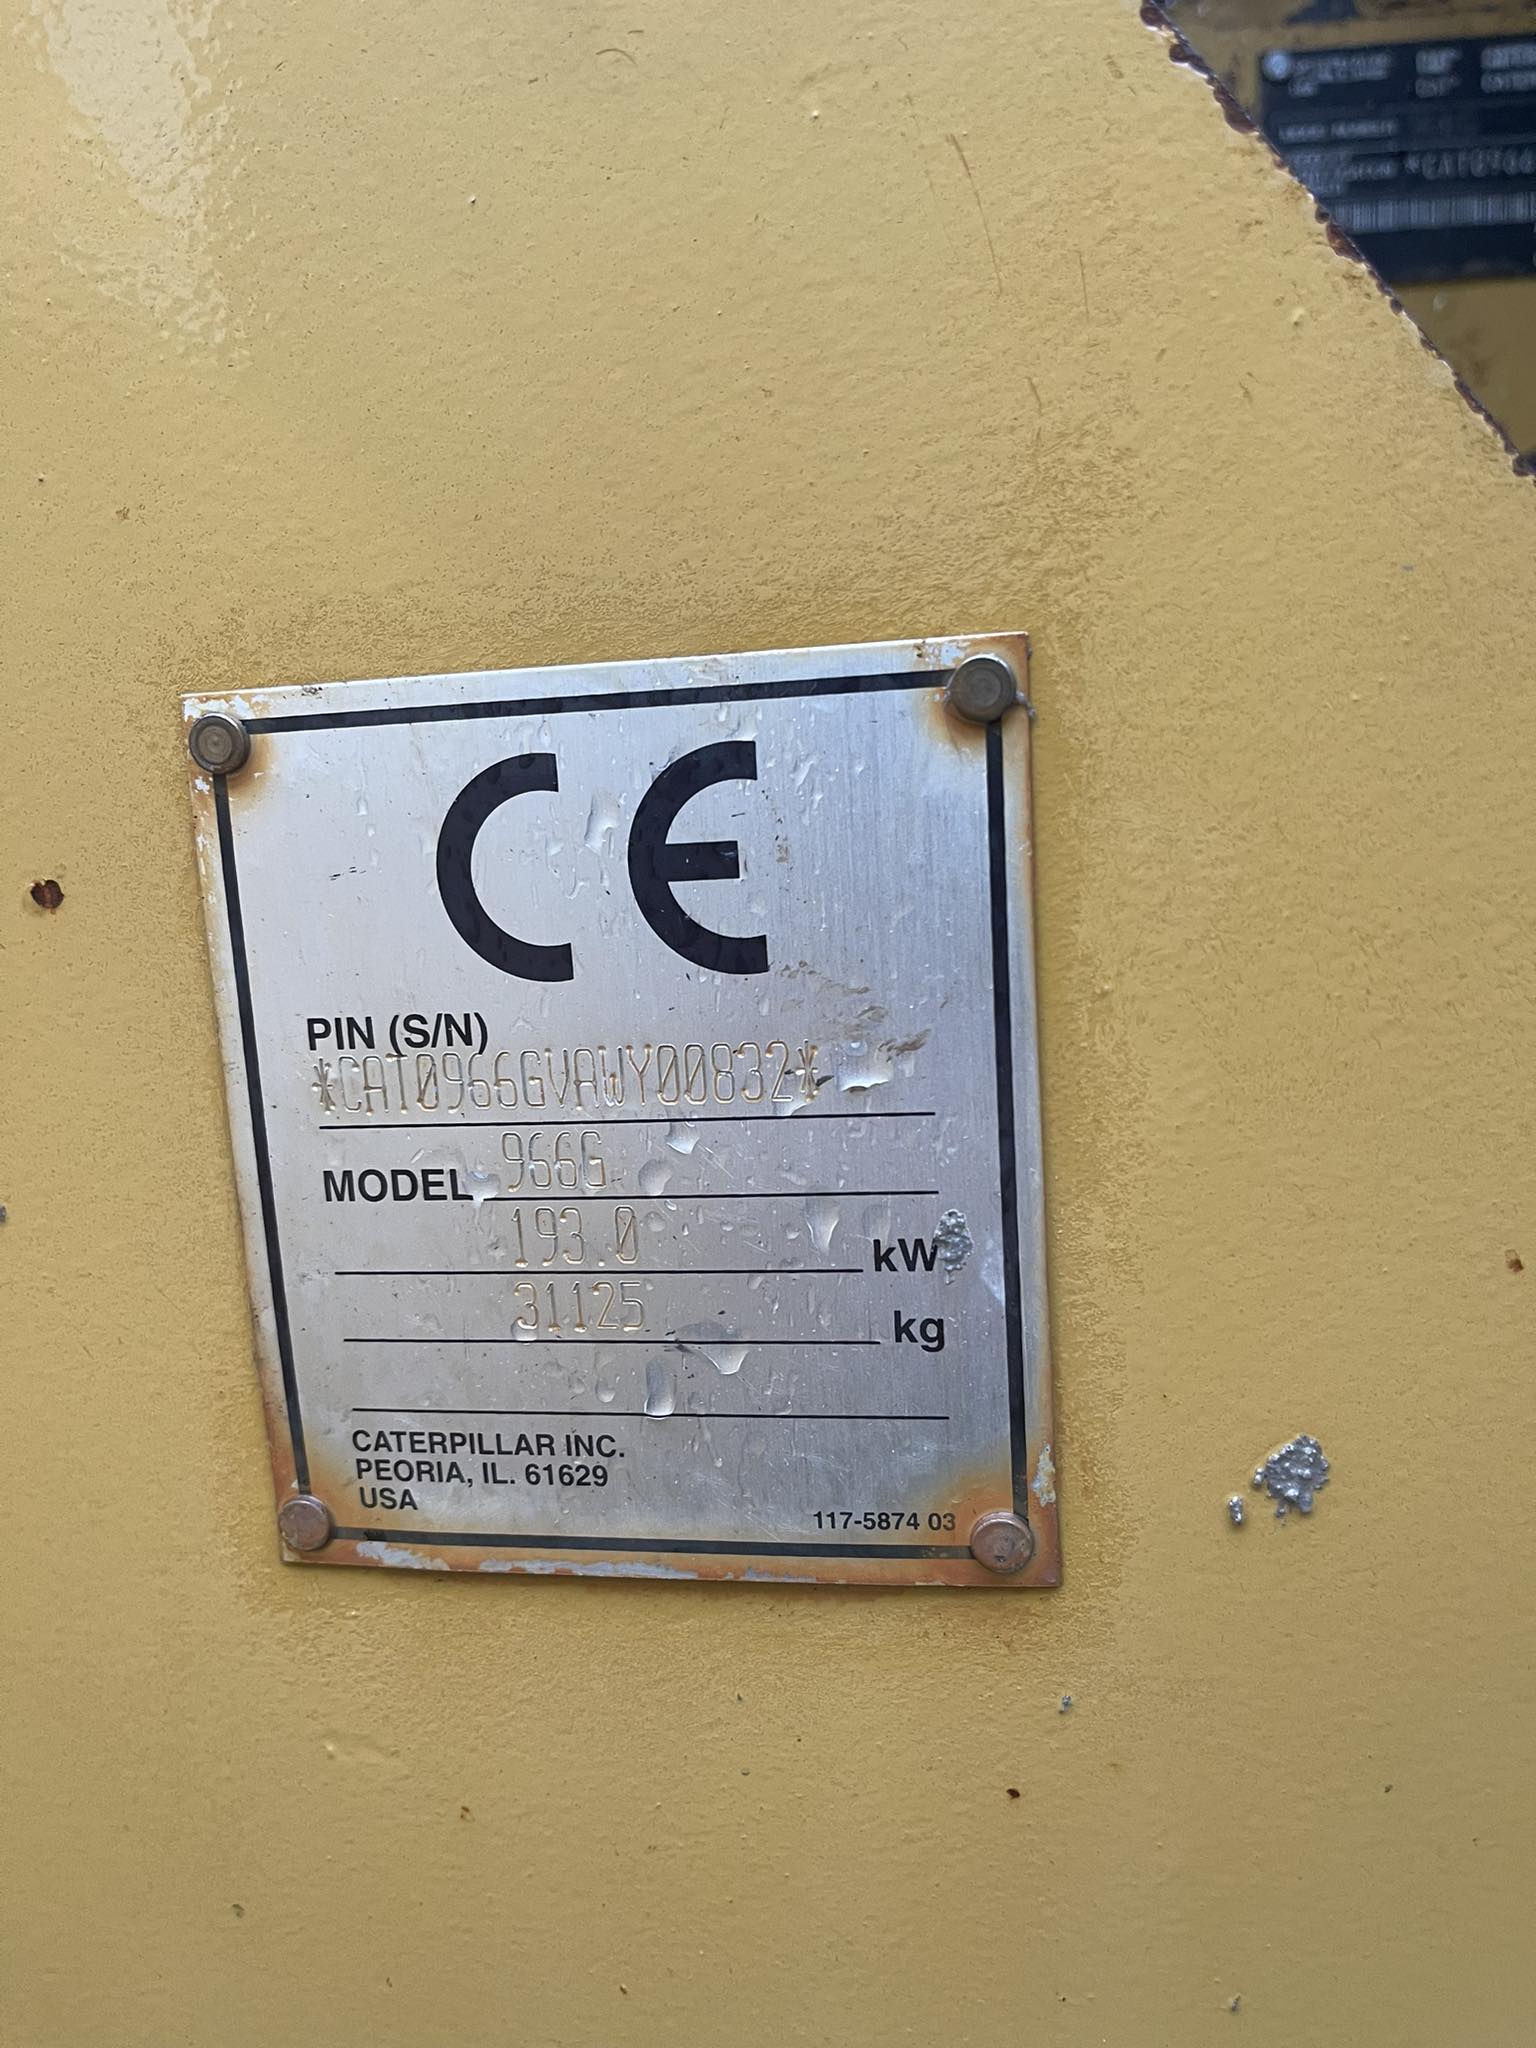 CE
PIN (S/N)
*CAT0966GVAWY00832*
MODEL 966G
193.0 kW
31125 kg
CATERPILLAR INC.
PEORIA, IL. 61629
USA
117-5874 03
*CAT0966